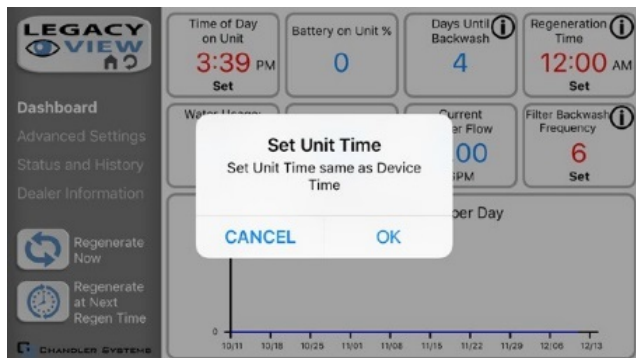 LEGACY
VIEW
Dashboard
Advanced Settings
Status and History
Dealer Information
Regenerate
Now
Regenerate
at Next
Regen Time
CHANDLER SYSTEMS
Time of Day
on Unit
3:39 PM
Set
Battery on Unit %
0
Days Until
Backwash
4
Regeneration
Time
12:00 AM
Set
Water Usage:
Current
00
Filter Backwash
Frequency
6
Set
Set Unit Time
Set Unit Time same as Device
Time
CANCEL
OK
per Day
0
10/11 10/18 10/25 11/01 11/08 11/15 11/22 11/29 12/06 12/13